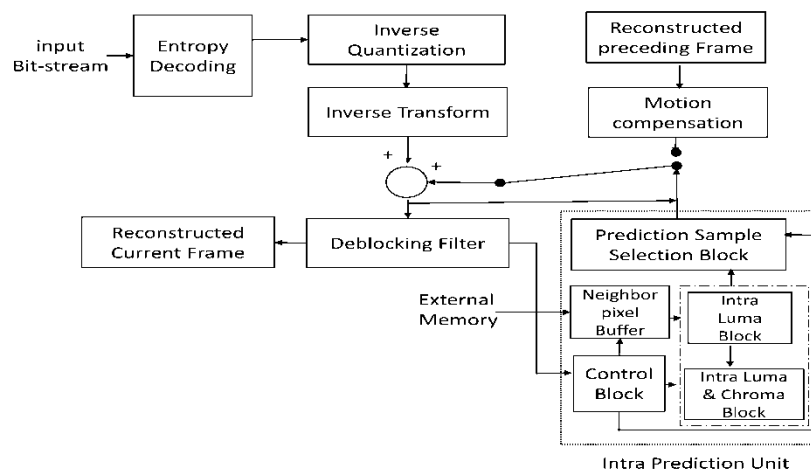 input
Bit-stream
Entropy
Decoding
Inverse
Quantization
Reconstructed
preceding Frame
Inverse Transform
Motion
compensation
+
+
Reconstructed
Current Frame
Deblocking Filter
Prediction Sample
Selection Block
External
Memory
Neighbor
pixel
Buffer
Intra
Luma
Block
Control
Block
Intra Luma
& Chroma
Block
Intra Prediction Unit